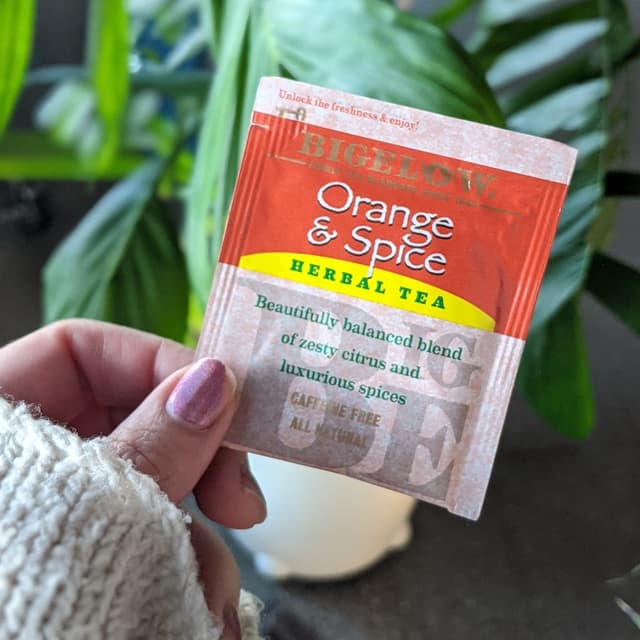 Unlock the freshness & enjoy!
BIGELOW
Orange
& Spice
HERBAL TEA
Beautifully balanced blend
of zesty citrus and
luxurious spices
CAFFEINE FREE
ALL NATURAL